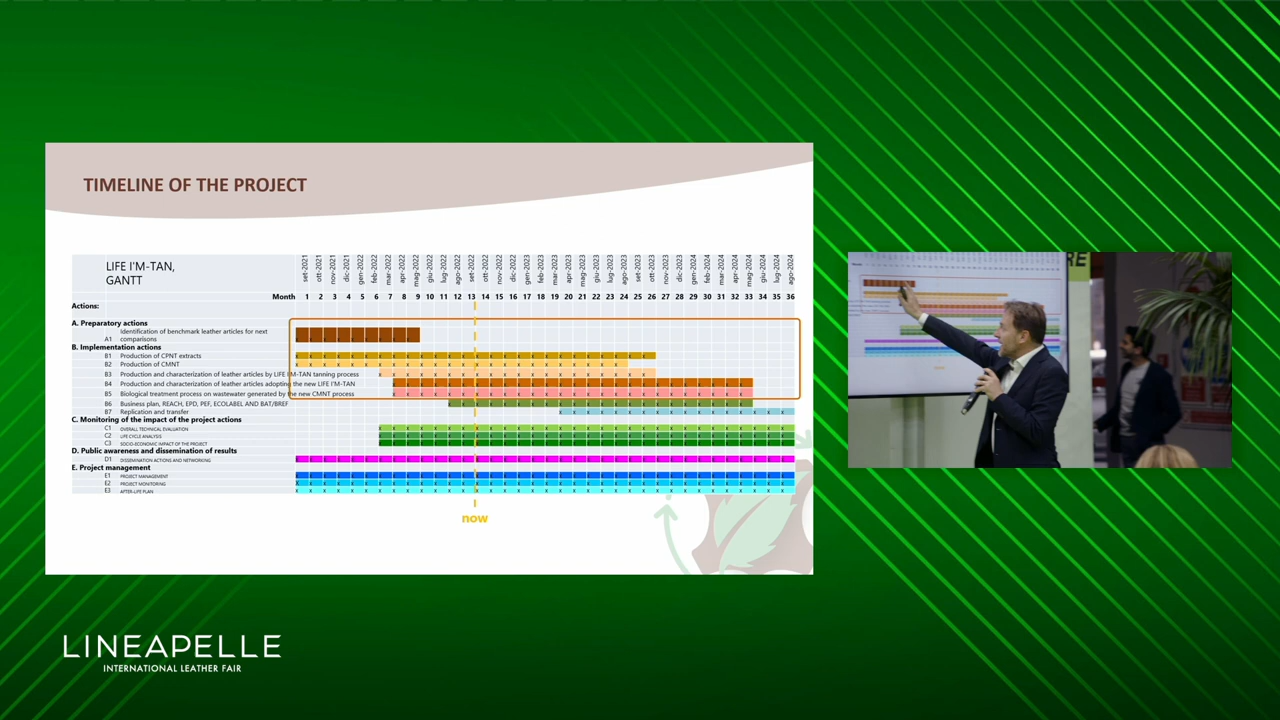 TIMELINE OF THE PROJECT
LIFE I'M-TAN,
GANTT
set-2021 ott-2021 nov-2021 dic-2021 gen-2022 feb-2022 mar-2022 apr-2022 mag-2022 giu-2022 lug-2022 ago-2022 set-2022 ott-2022 nov-2022 dic-2022 gen-2023 feb-2023 mar-2023 apr-2023 mag-2023 giu-2023 lug-2023 ago-2023 set-2023 ott-2023 nov-2023 dic-2023 gen-2024 feb-2024 mar-2024 apr-2024 mag-2024 giu-2024 lug-2024 ago-2024
Month 1 2 3 4 5 6 7 8 9 10 11 12 13 14 15 16 17 18 19 20 21 22 23 24 25 26 27 28 29 30 31 32 33 34 35 36
Actions:
A. Preparatory actions
Identification of benchmark leather articles for next
A1 comparisons
B. Implementation actions
B1 Production of CPNT extracts
B2 Production of CMNT
B3 Production and characterization of leather articles by LIFE I'M-TAN tanning process
B4 Production and characterization of leather articles adopting the new LIFE I'M-TAN
B5 Biological treatment process on wastewater generated by the new CMNT process
B6 Business plan, REACH, EPD, PEF, ECOLABEL AND BAT/BREF
B7 Replication and transfer
C. Monitoring of the impact of the project actions
C1 OVERALL TECHNICAL EVALUATION
C2 LIFE CYCLE ANALYSIS
C3 SOCIO-ECONOMIC IMPACT OF THE PROJECT
D. Public awareness and dissemination of results
D1 DISSEMINATION ACTIONS AND NETWORKING
E. Project management
E1 PROJECT MANAGEMENT
E2 PROJECT MONITORING
E3 AFTER-LIFE PLAN
now
RE
LINEAPELLE
INTERNATIONAL LEATHER FAIR